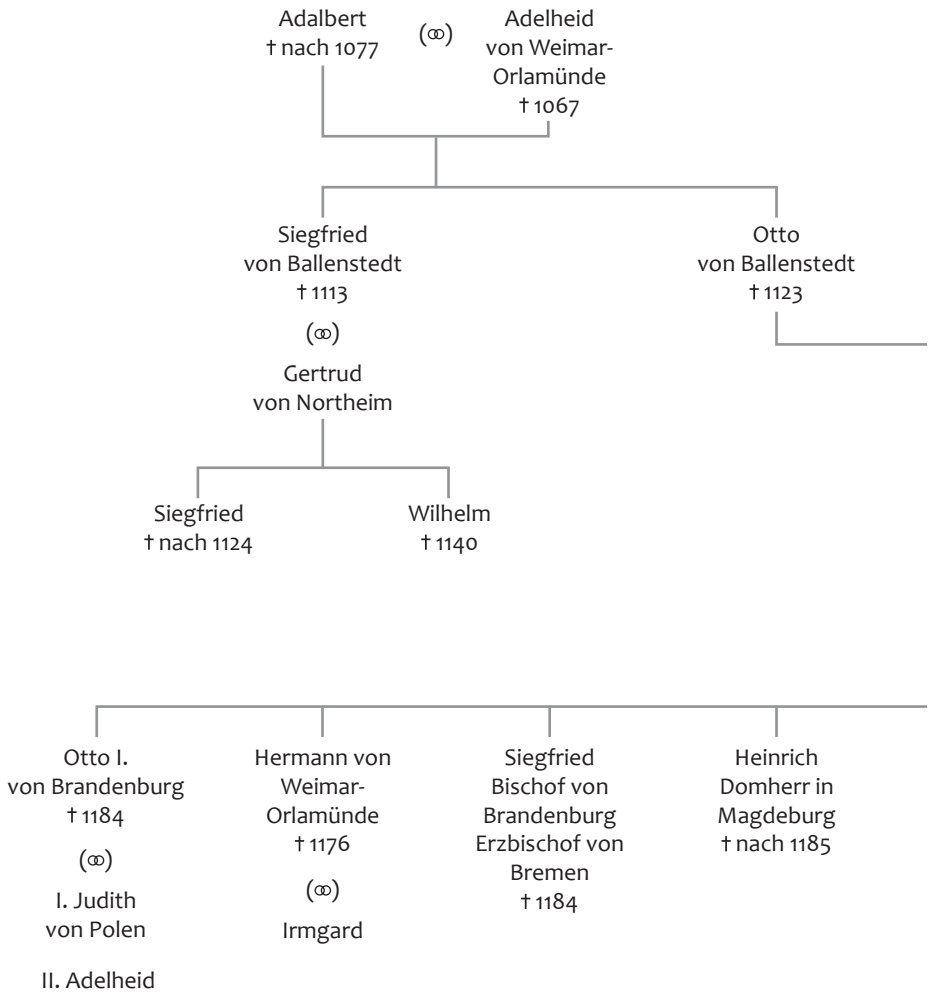 Adalbert
† nach 1077
(⚭)
Adelheid
von Weimar-
Orlamünde
† 1067
Siegfried
von Ballenstedt
† 1113
(⚭)
Gertrud
von Northeim
Otto
von Ballenstedt
† 1123
Siegfried
† nach 1124
Wilhelm
† 1140
Otto I.
von Brandenburg
† 1184
(⚭)
I. Judith
von Polen
II. Adelheid
Hermann von
Weimar-
Orlamünde
† 1176
(⚭)
Irmgard
Siegfried
Bischof von
Brandenburg
Erzbischof von
Bremen
† 1184
Heinrich
Domherr in
Magdeburg
† nach 1185